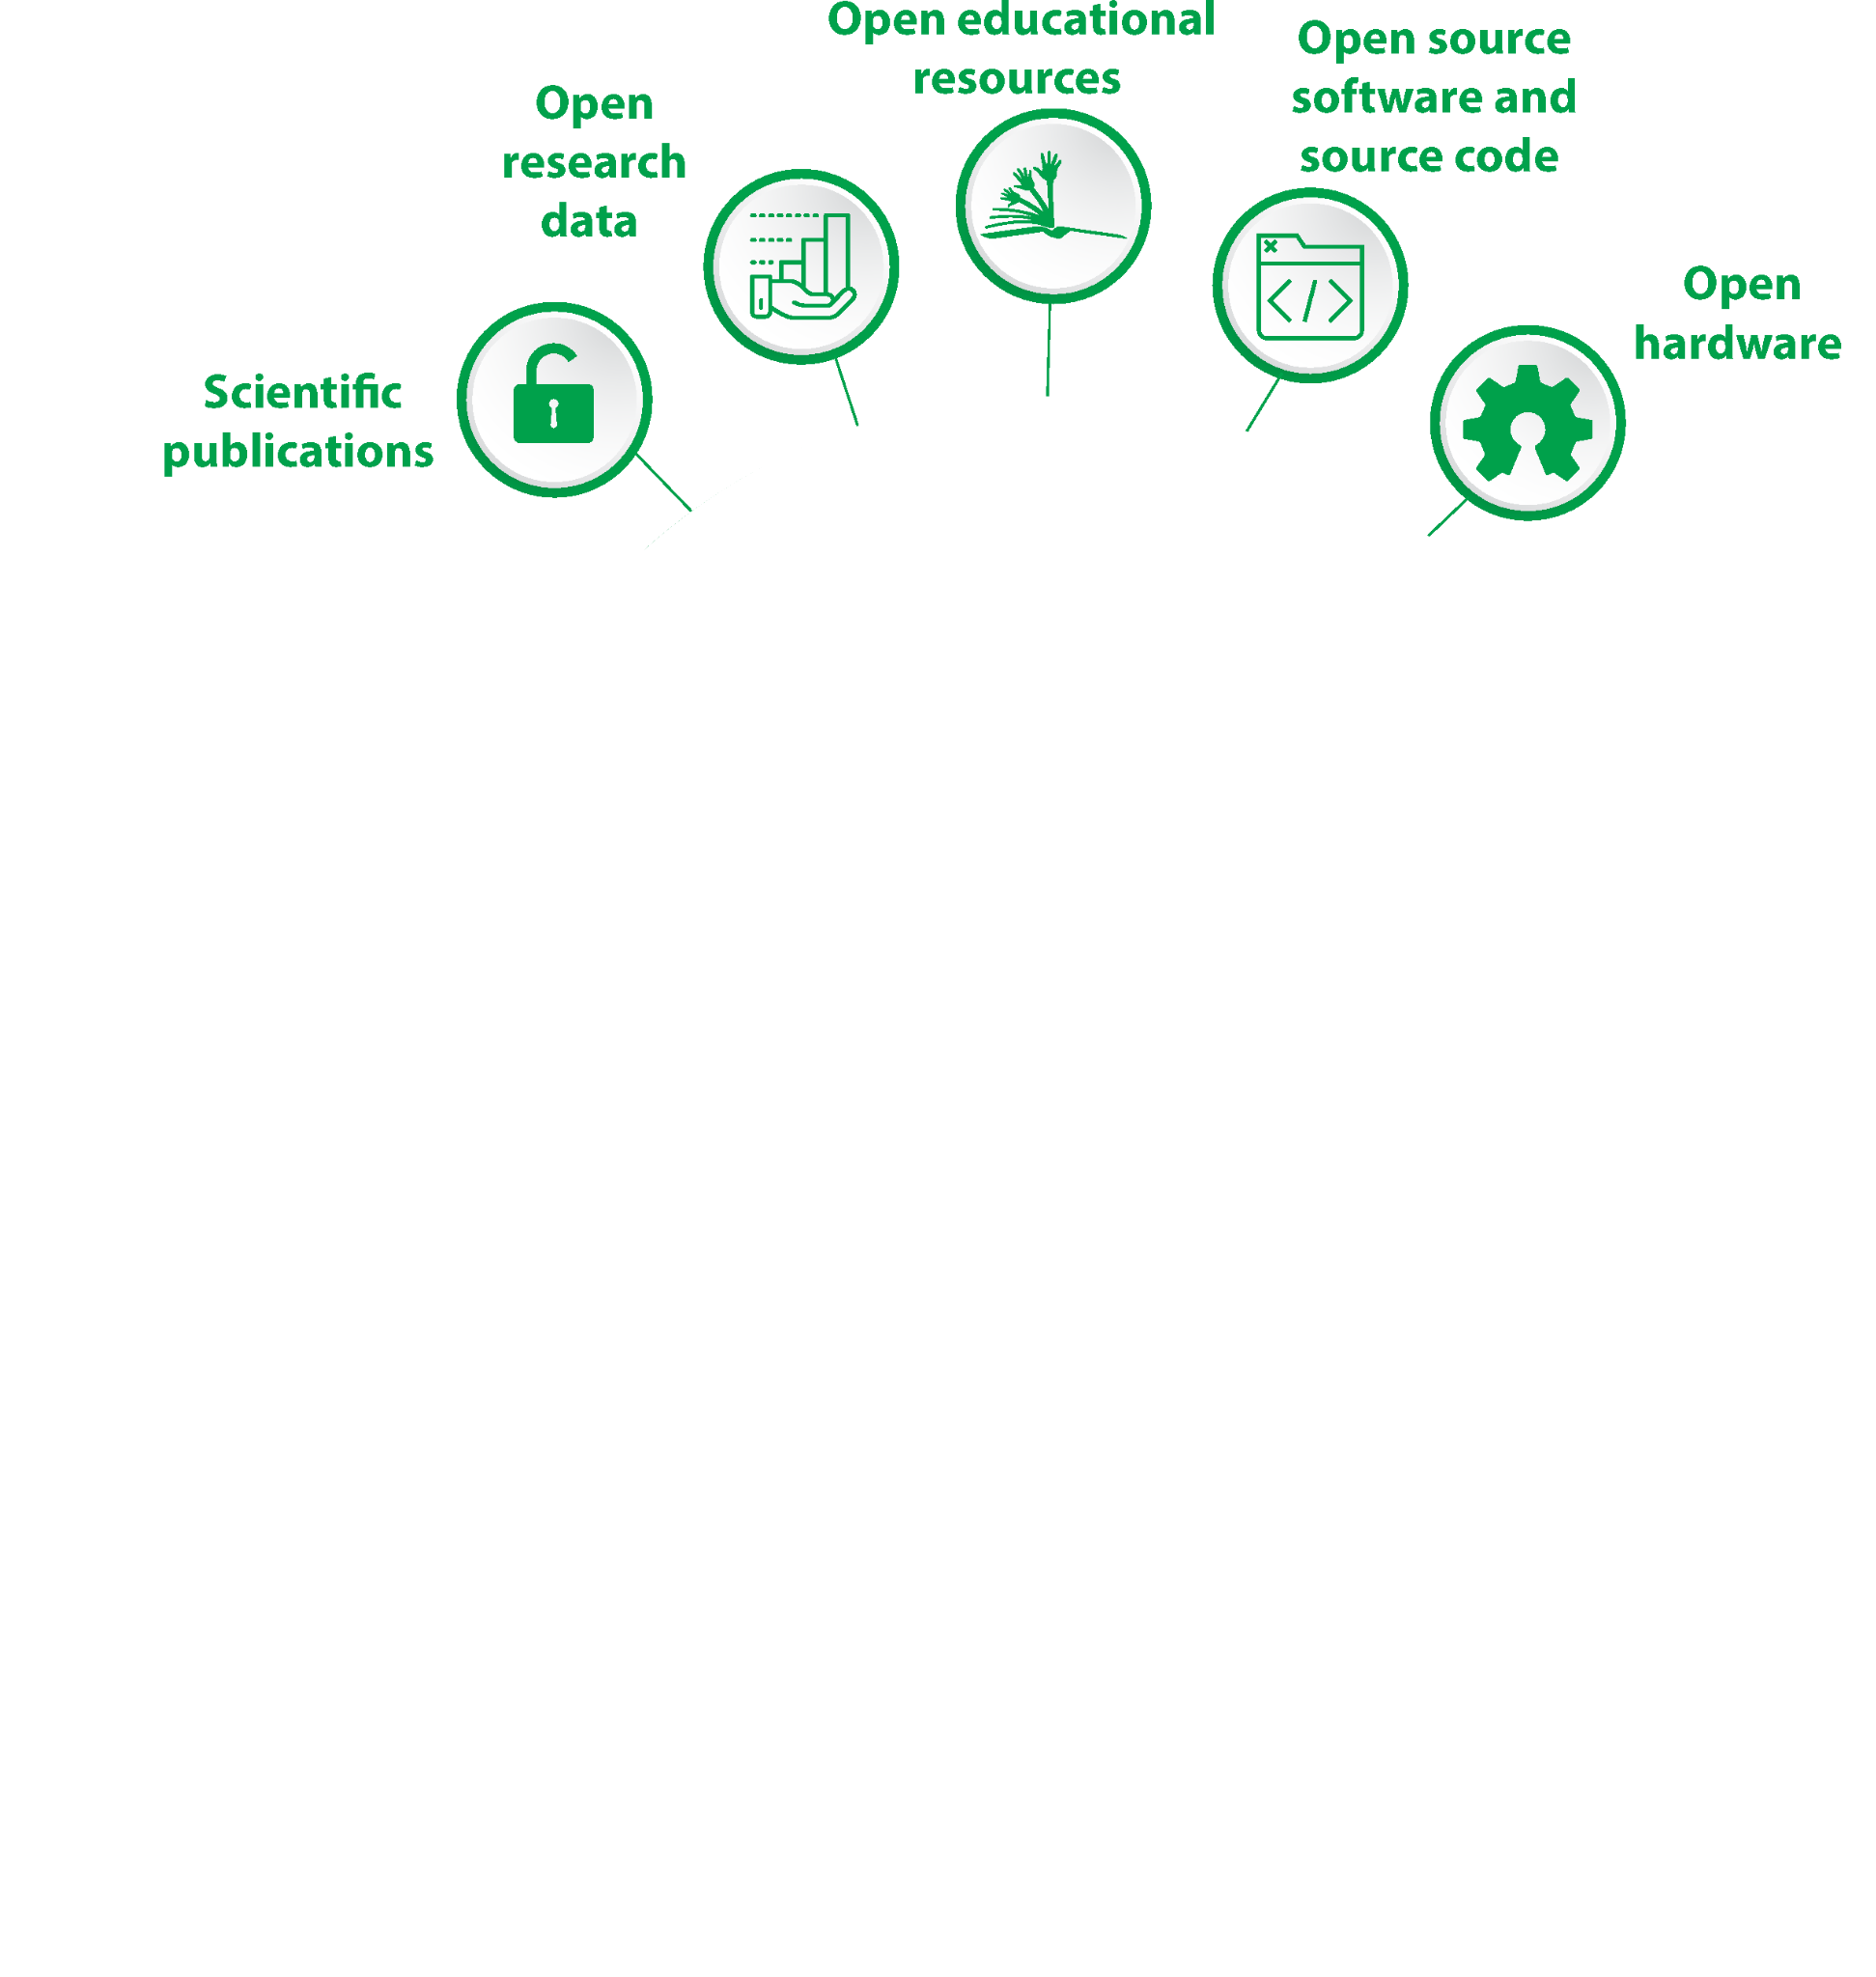 Open educational
resources
Open source
software and
source code
Open
research
data
Open
hardware
Scientific
publications